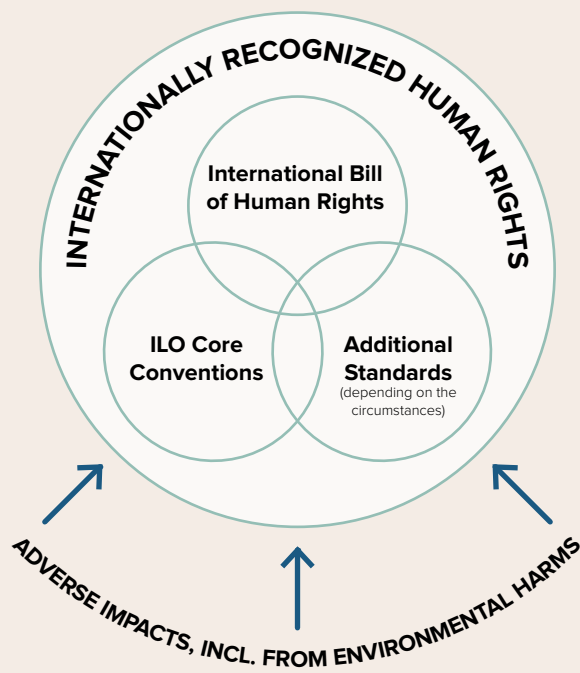 INTERNATIONALLY RECOGNIZED HUMAN RIGHTS
International Bill
of Human Rights
ILO Core
Conventions
Additional
Standards
(depending on the
circumstances)
ADVERSE IMPACTS, INCL. FROM ENVIRONMENTAL HARMS